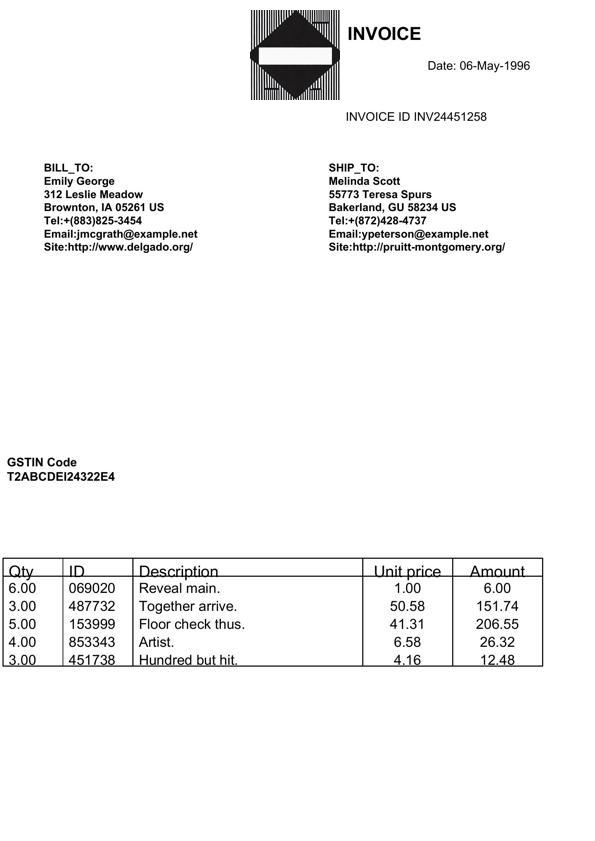 INVOICE
Date: 06-May-1996
INVOICE ID INV24451258
BILL_TO:
Emily George
312 Leslie Meadow
Brownton, IA 05261 US
Tel:+(883)825-3454
Email:jmcgrath@example.net
Site:http://www.delgado.org/
SHIP_TO:
Melinda Scott
55773 Teresa Spurs
Bakerland, GU 58234 US
Tel:+(872)428-4737
Email:ypeterson@example.net
Site:http://pruitt-montgomery.org/
GSTIN Code
T2ABCDEI24322E4
Qty ID Description Unit price Amount
6.00 069020 Reveal main. 1.00 6.00
3.00 487732 Together arrive. 50.58 151.74
5.00 153999 Floor check thus. 41.31 206.55
4.00 853343 Artist. 6.58 26.32
3.00 451738 Hundred but hit. 4.16 12.48